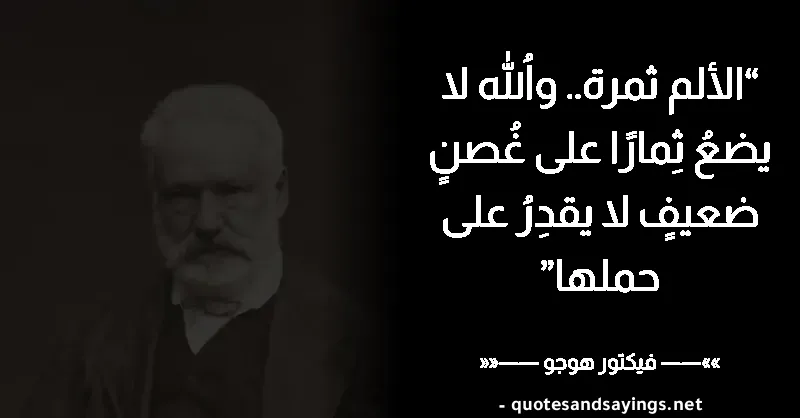 “الألم ثمرة.. واُللّٰه لا
يضعُ ثِمارًا على غُصنٍ
ضعيفٍ لا يقدِرُ على
حملها”
»»—— فيكتور هوجو ——««
- quotesandsayings.net